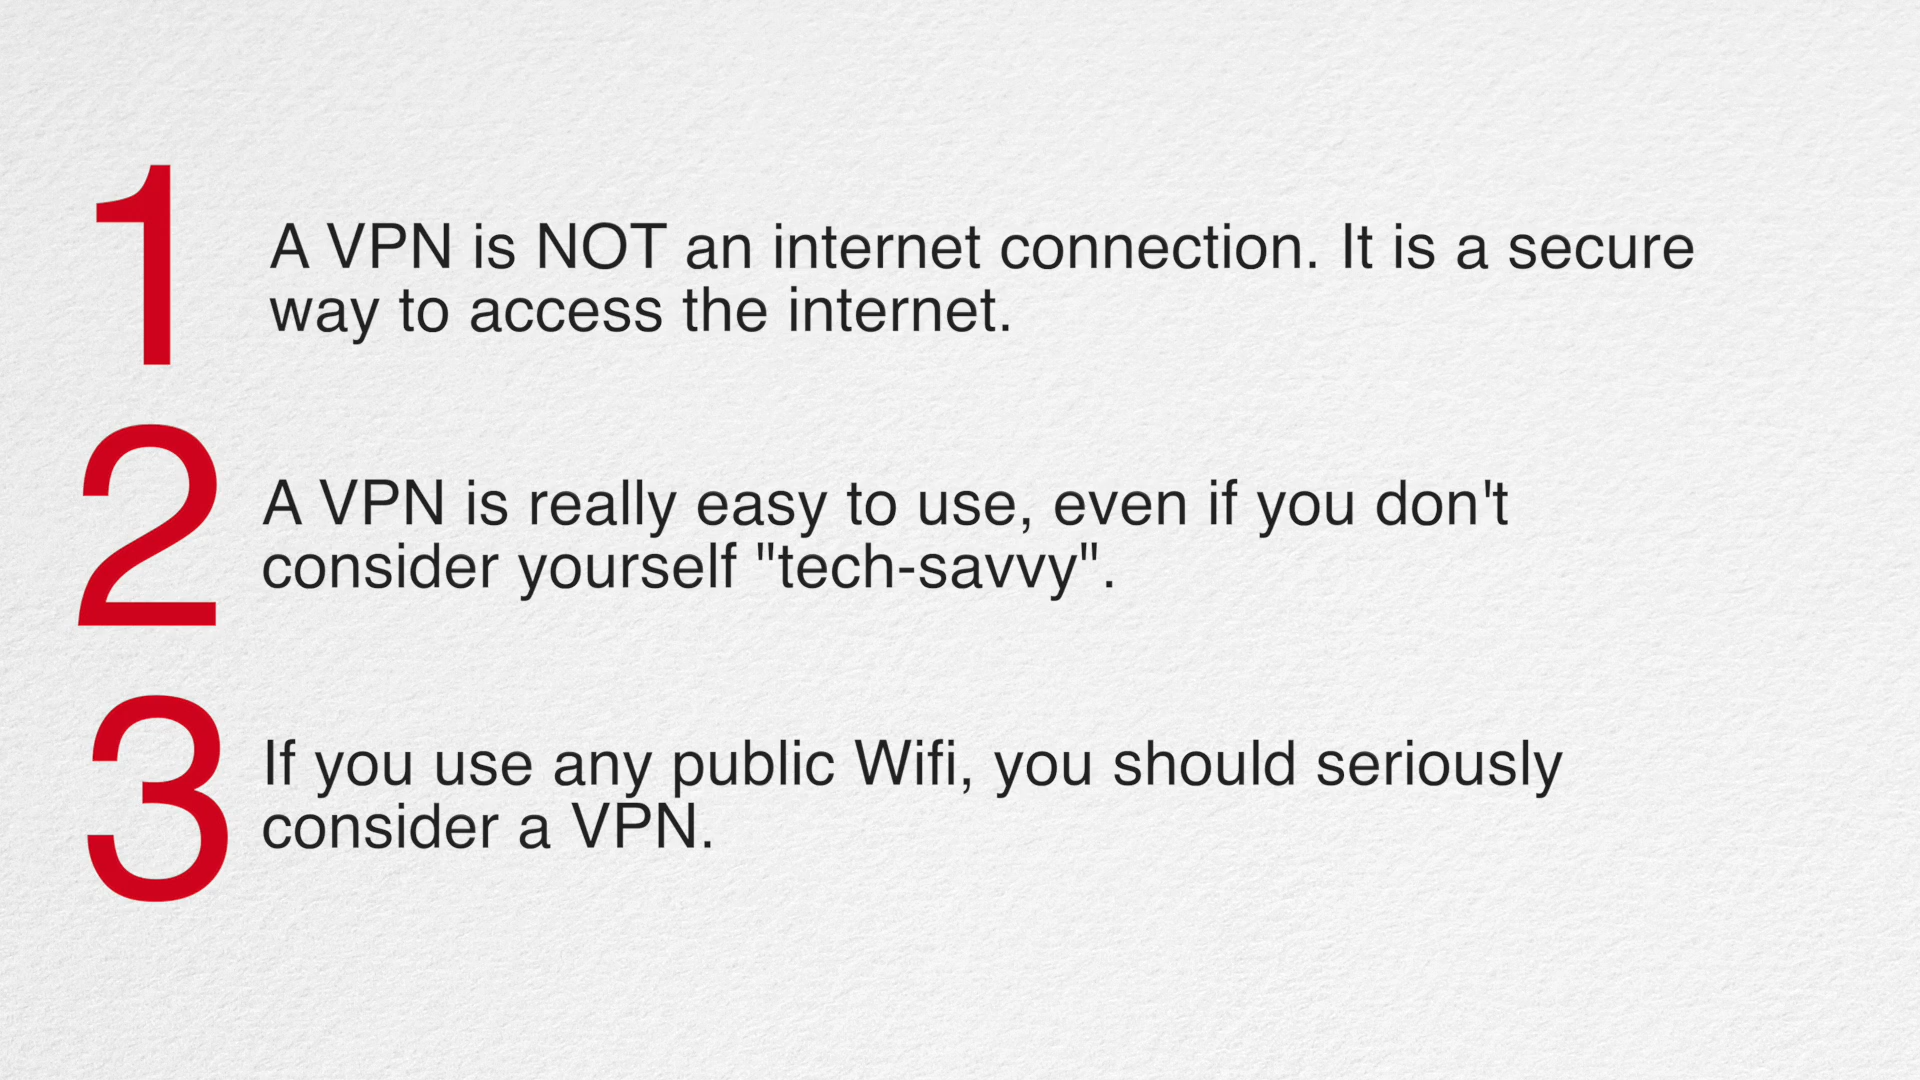 1
A VPN is NOT an internet connection. It is a secure
way to access the internet.
2
A VPN is really easy to use, even if you don't
consider yourself "tech-savvy".
3
If you use any public Wifi, you should seriously
consider a VPN.